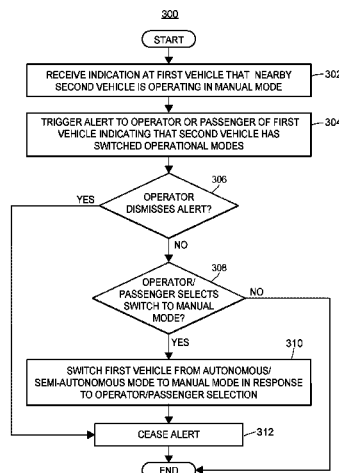 300
START
RECEIVE INDICATION AT FIRST VEHICLE THAT NEARBY
SECOND VEHICLE IS OPERATING IN MANUAL MODE
302
TRIGGER ALERT TO OPERATOR OR PASSENGER OF FIRST
VEHICLE INDICATING THAT SECOND VEHICLE HAS
SWITCHED OPERATIONAL MODES
304
306
YES
OPERATOR
DISMISSES ALERT?
NO
308
OPERATOR/
PASSENGER SELECTS
SWITCH TO MANUAL
MODE?
NO
YES
310
SWITCH FIRST VEHICLE FROM AUTONOMOUS/
SEMI-AUTONOMOUS MODE TO MANUAL MODE IN RESPONSE
TO OPERATOR/PASSENGER SELECTION
CEASE ALERT
312
END